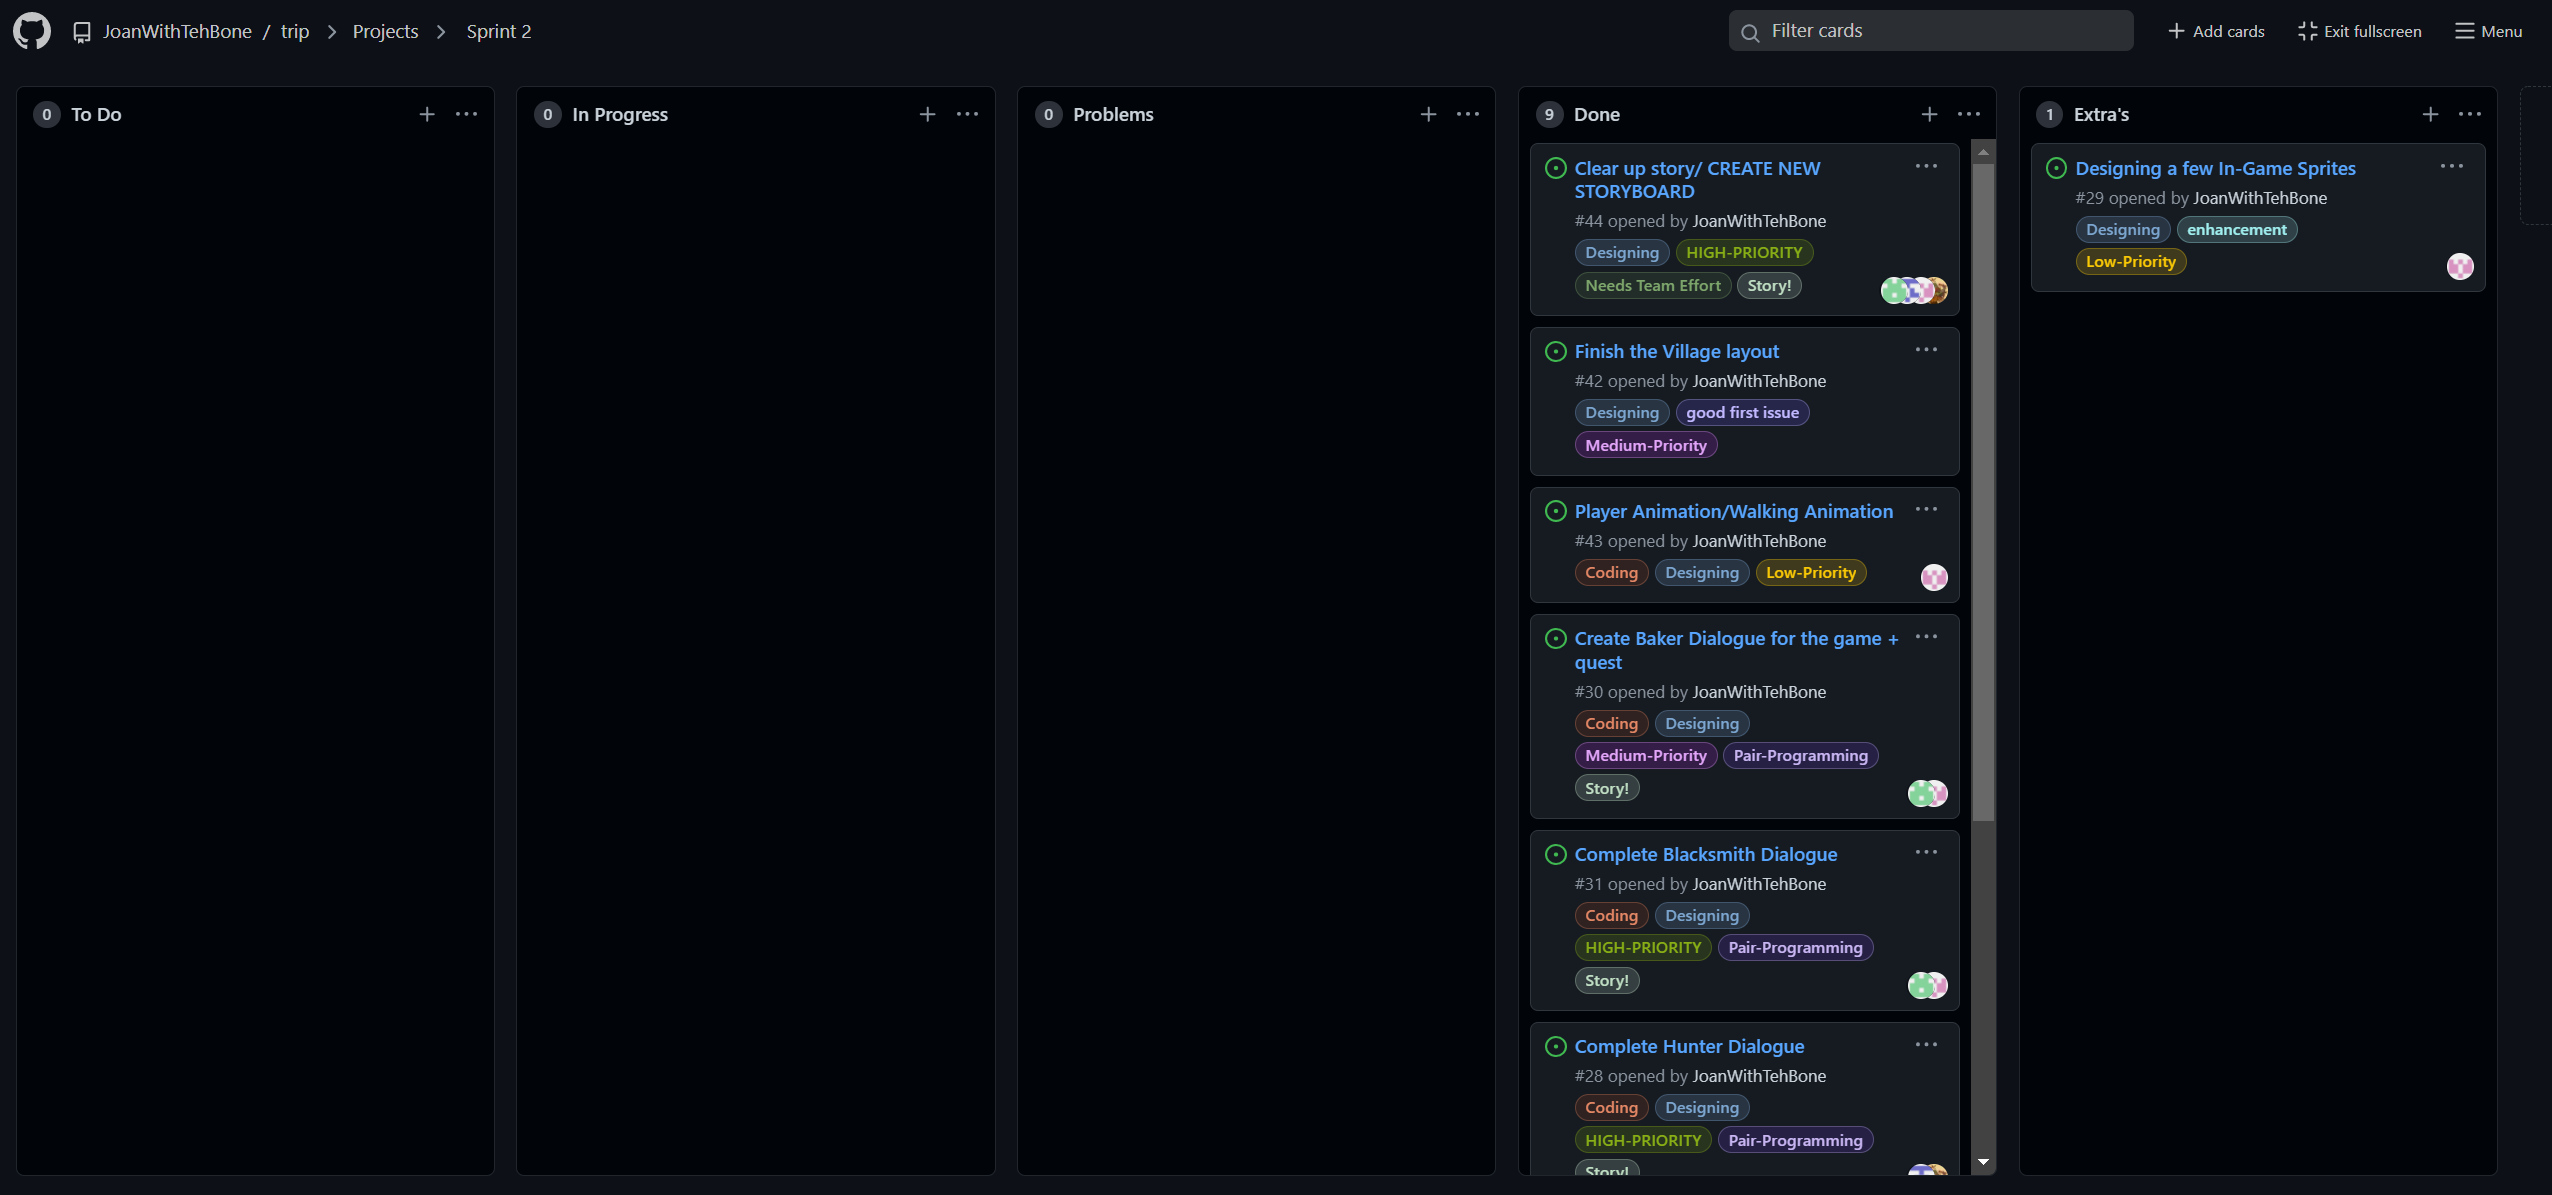 JoanWithTehBone / trip > Projects > Sprint 2
Filter cards
Add cards
Exit fullscreen
Menu
0 To Do
0 In Progress
0 Problems
9 Done
Clear up story/ CREATE NEW
STORYBOARD
#44 opened by JoanWithTehBone
Designing HIGH-PRIORITY
Needs Team Effort Story!
Finish the Village layout
#42 opened by JoanWithTehBone
Designing good first issue
Medium-Priority
Player Animation/Walking Animation
#43 opened by JoanWithTehBone
Coding Designing Low-Priority
Create Baker Dialogue for the game +
quest
#30 opened by JoanWithTehBone
Coding Designing
Medium-Priority Pair-Programming
Story!
Complete Blacksmith Dialogue
#31 opened by JoanWithTehBone
Coding Designing
HIGH-PRIORITY Pair-Programming
Story!
Complete Hunter Dialogue
#28 opened by JoanWithTehBone
Coding Designing
HIGH-PRIORITY Pair-Programming
Story!
1 Extra's
Designing a few In-Game Sprites
#29 opened by JoanWithTehBone
Designing enhancement
Low-Priority